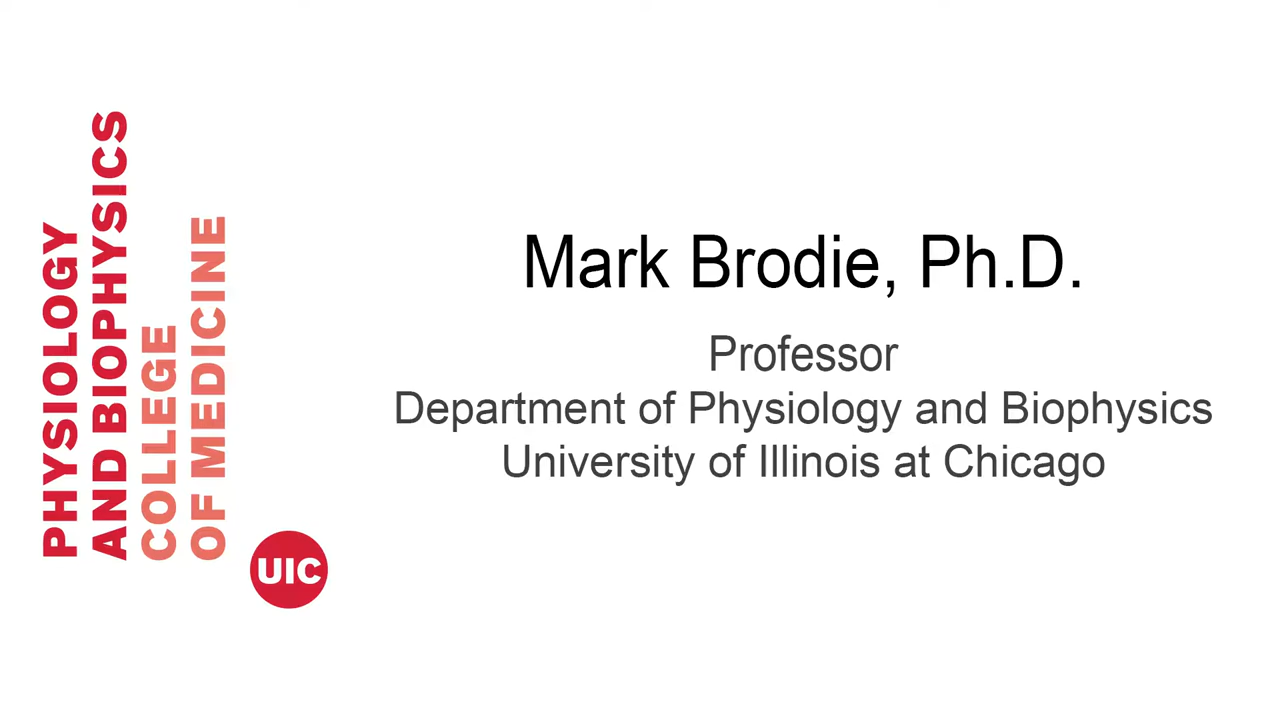 PHYSIOLOGY
AND BIOPHYSICS
COLLEGE
OF MEDICINE
UIC
Mark Brodie, Ph.D.
Professor
Department of Physiology and Biophysics
University of Illinois at Chicago